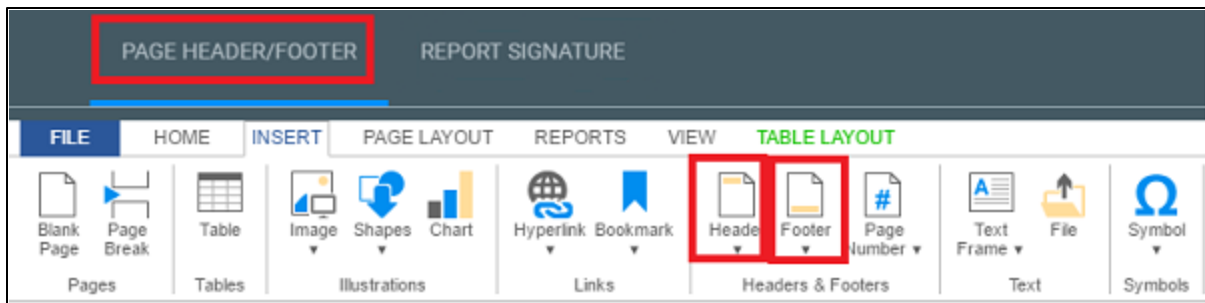 PAGE HEADER/FOOTER REPORT SIGNATURE
FILE HOME INSERT PAGE LAYOUT REPORTS VIEW TABLE LAYOUT
A
#
Ω
Blank Page Table Image Shapes Chart Hyperlink Bookmark Heade Footer Page Text File Symbol
Page Break Number Frame
Pages Tables Illustrations Links Headers & Footers Text Symbols